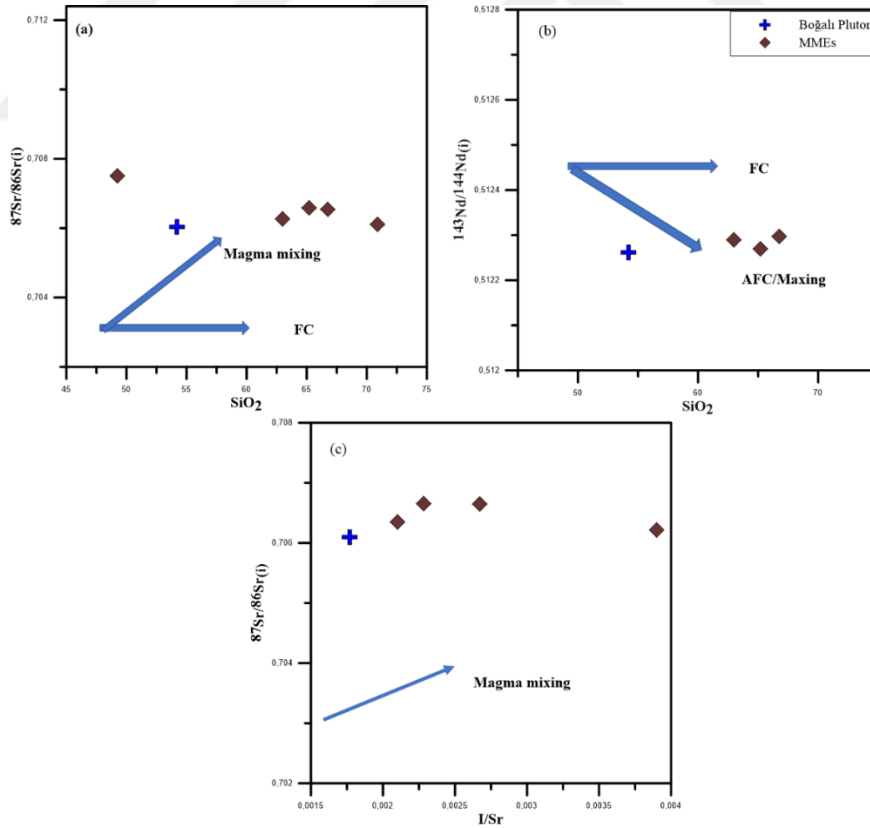 (a)
0,712
0,708
0,704
87Sr/86Sr(i)
Magma mixing
FC
45 50 55 60 65 70 75
SiO2
(b)
0,5128
0,5126
0,5124
0,5122
0,512
143Nd/144Nd(i)
Boğalı Pluton
MMEs
FC
AFC/Maxing
50 60 70
SiO2
(c)
0,708
0,706
0,704
0,702
87Sr/86Sr(i)
Magma mixing
0,0015 0,002 0,0025 0,003 0,0035 0,004
I/Sr